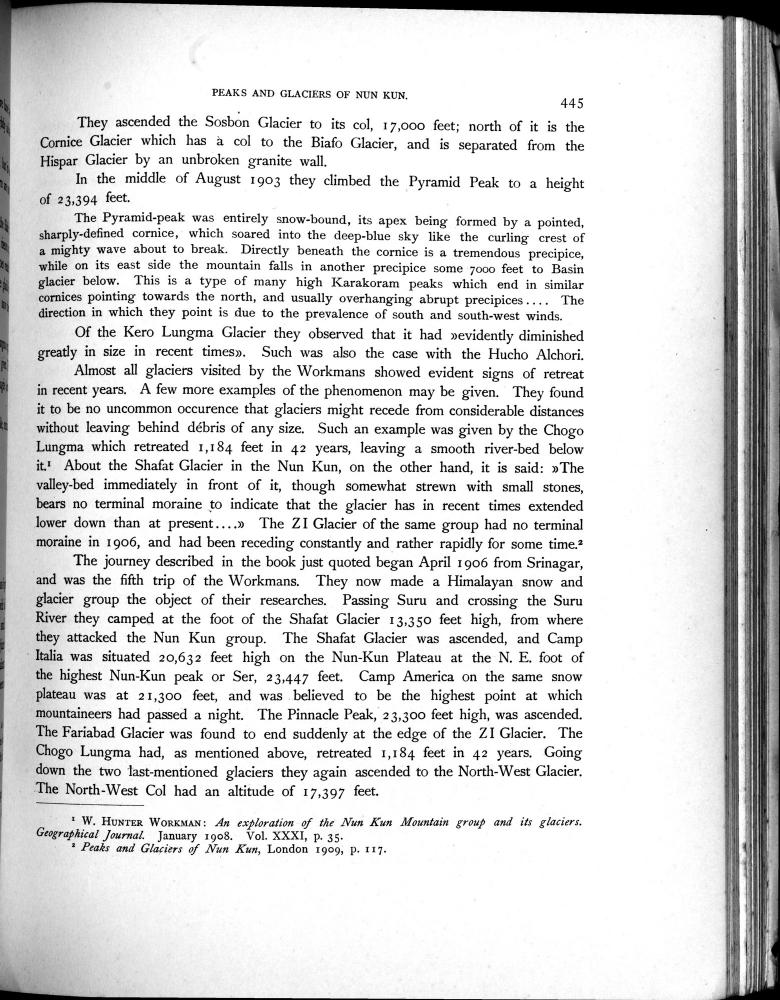 PEAKS AND GLACIERS OF NUN KUN.
445
They ascended the Sosbon Glacier to its col, 17,000 feet; north of it is the
Cornice Glacier which has a col to the Biafo Glacier, and is separated from the
Hispar Glacier by an unbroken granite wall.
In the middle of August 1903 they climbed the Pyramid Peak to a height
of 23,394 feet.
The Pyramid-peak was entirely snow-bound, its apex being formed by a pointed,
sharply-defined cornice, which soared into the deep-blue sky like the curling crest of
a mighty wave about to break. Directly beneath the cornice is a tremendous precipice,
while on its east side the mountain falls in another precipice some 7000 feet to Basin
glacier below. This is a type of many high Karakoram peaks which end in similar
cornices pointing towards the north, and usually overhanging abrupt precipices.... The
direction in which they point is due to the prevalence of south and south-west winds.
Of the Kero Lungma Glacier they observed that it had »evidently diminished
greatly in size in recent times». Such was also the case with the Hucho Alchori.
Almost all glaciers visited by the Workmans showed evident signs of retreat
in recent years. A few more examples of the phenomenon may be given. They found
it to be no uncommon occurence that glaciers might recede from considerable distances
without leaving behind débris of any size. Such an example was given by the Chogo
Lungma which retreated 1,184 feet in 42 years, leaving a smooth river-bed below
it.¹ About the Shafat Glacier in the Nun Kun, on the other hand, it is said: »The
valley-bed immediately in front of it, though somewhat strewn with small stones,
bears no terminal moraine to indicate that the glacier has in recent times extended
lower down than at present....» The ZI Glacier of the same group had no terminal
moraine in 1906, and had been receding constantly and rather rapidly for some time.²
The journey described in the book just quoted began April 1906 from Srinagar,
and was the fifth trip of the Workmans. They now made a Himalayan snow and
glacier group the object of their researches. Passing Suru and crossing the Suru
River they camped at the foot of the Shafat Glacier 13,350 feet high, from where
they attacked the Nun Kun group. The Shafat Glacier was ascended, and Camp
Italia was situated 20,632 feet high on the Nun-Kun Plateau at the N. E. foot of
the highest Nun-Kun peak or Ser, 23,447 feet. Camp America on the same snow
plateau was at 21,300 feet, and was believed to be the highest point at which
mountaineers had passed a night. The Pinnacle Peak, 23,300 feet high, was ascended.
The Fariabad Glacier was found to end suddenly at the edge of the ZI Glacier. The
Chogo Lungma had, as mentioned above, retreated 1,184 feet in 42 years. Going
down the two last-mentioned glaciers they again ascended to the North-West Glacier.
The North-West Col had an altitude of 17,397 feet.
¹ W. HUNTER WORKMAN: An exploration of the Nun Kun Mountain group and its glaciers.
Geographical Journal. January 1908. Vol. XXXI, p. 35.
² Peaks and Glaciers of Nun Kun, London 1909, p. 117.